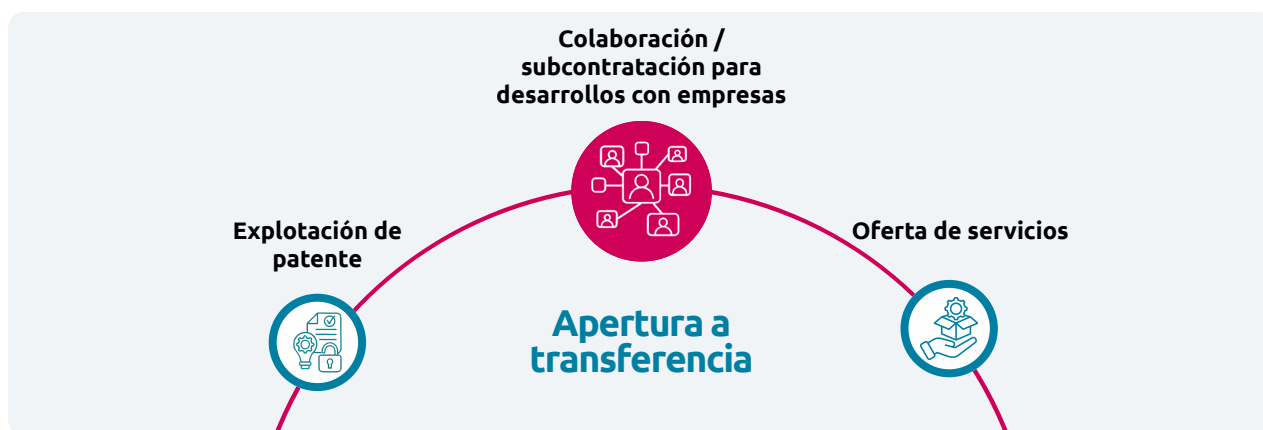 Colaboración /
subcontratación para
desarrollos con empresas
Explotación de
patente
Oferta de servicios
Apertura a
transferencia